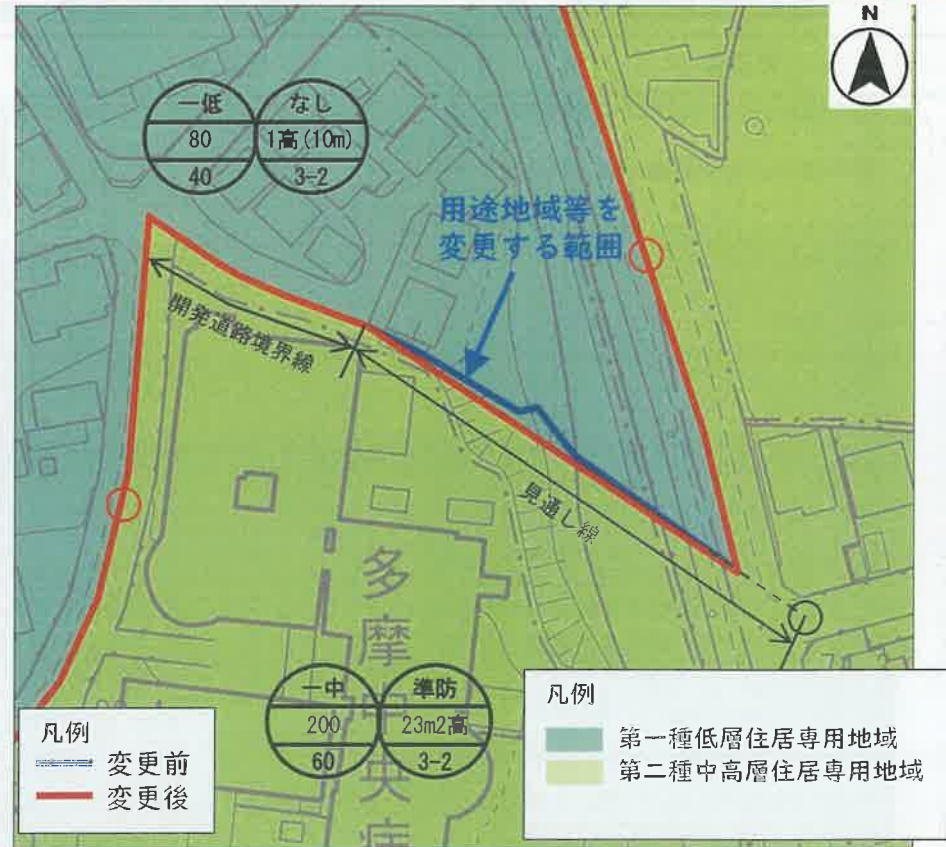 N
一低
80
40
なし
1高(10m)
3-2
用途地域等を
変更する範囲
開発道路境界線
見通し線
多摩中央病
一中
200
60
準防
23m2高
3-2
凡例
変更前
変更後
凡例
第一種低層住居専用地域
第二種中高層住居専用地域